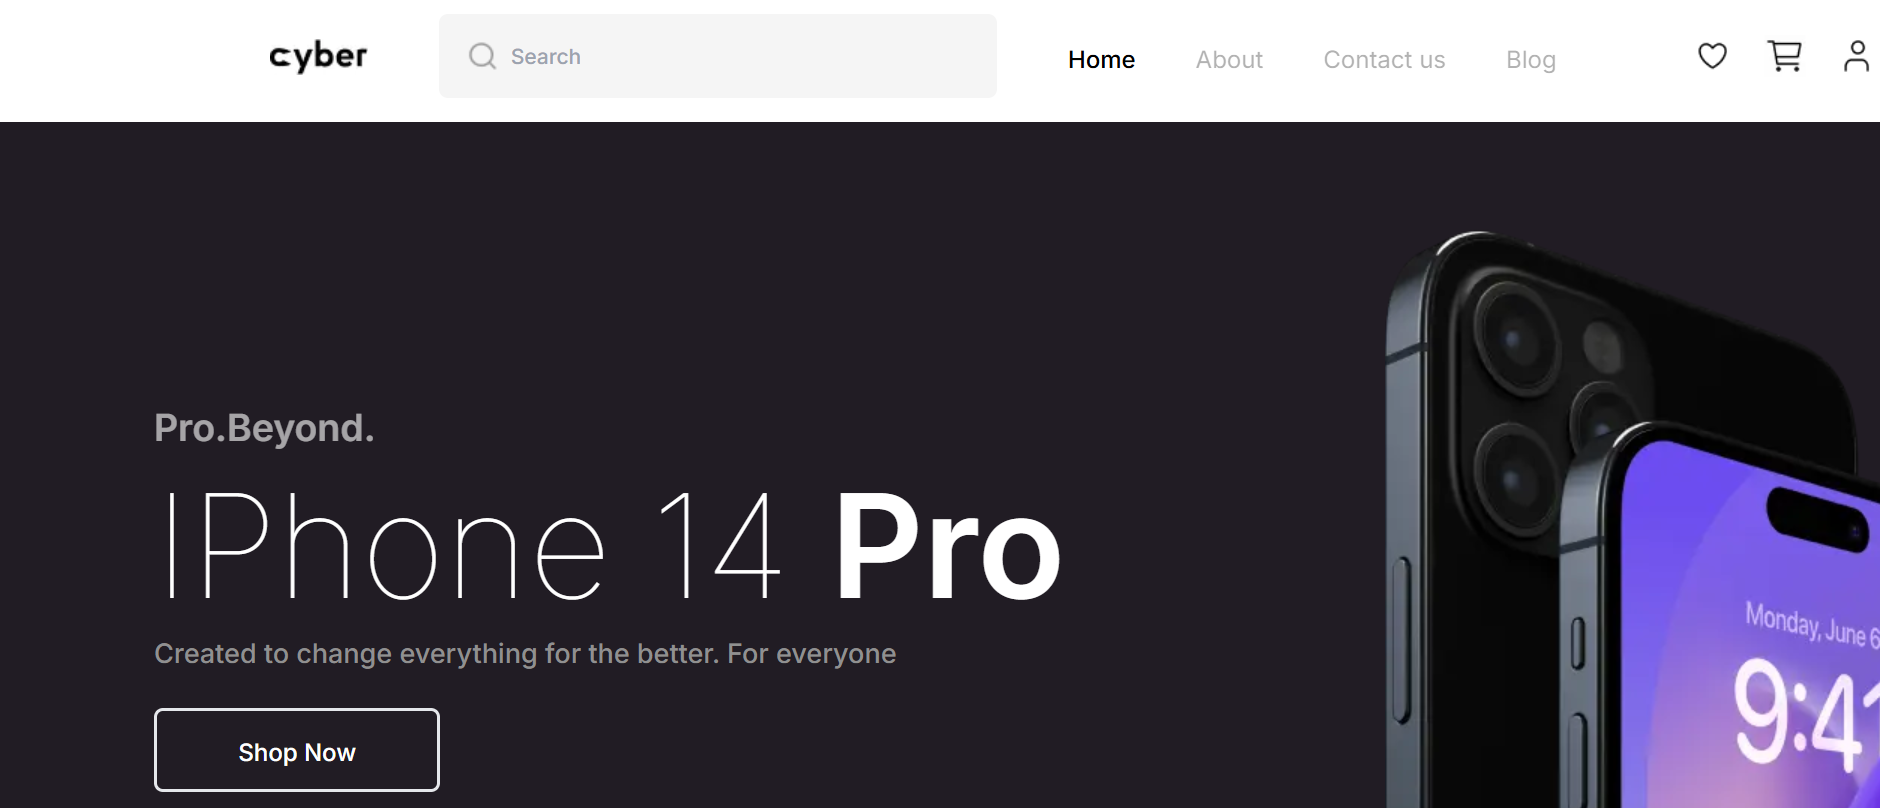 cyber
Search
Home About Contact us Blog
Pro.Beyond.
IPhone 14 Pro
Created to change everything for the better. For everyone
Shop Now
Monday, June 6
9:41